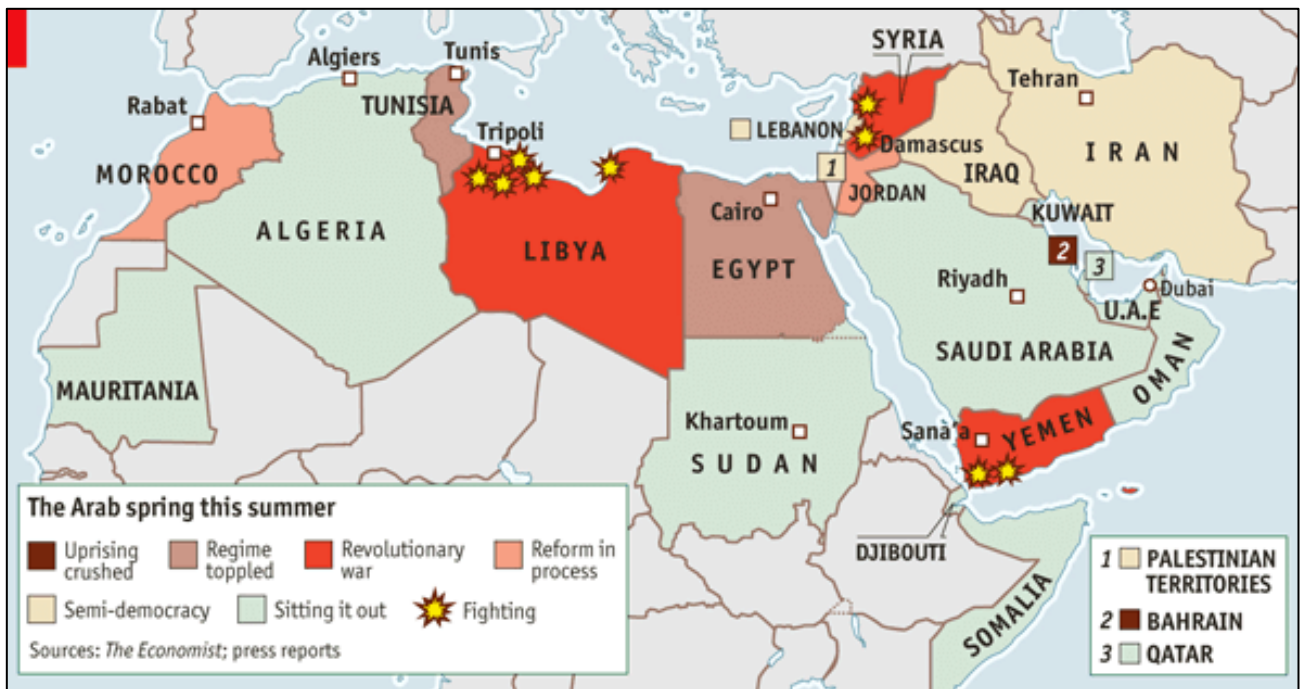 SYRIA
Algiers
Tunis
Tehran
Rabat
TUNISIA
Tripoli
LEBANON
Damascus
I R A N
MOROCCO
1
IRAQ
JORDAN
Cairo
KUWAIT
ALGERIA
LIBYA
EGYPT
2
3
Riyadh
Dubai
U.A.E
SAUDI ARABIA
OMAN
MAURITANIA
Khartoum
Sanà'a
YEMEN
SUDAN
DJIBOUTI
SOMALIA
The Arab spring this summer
Uprising
crushed
Regime
toppled
Revolutionary
war
Reform in
process
Semi-democracy
Sitting it out
Fighting
Sources: The Economist; press reports
1 PALESTINIAN
TERRITORIES
2 BAHRAIN
3 QATAR